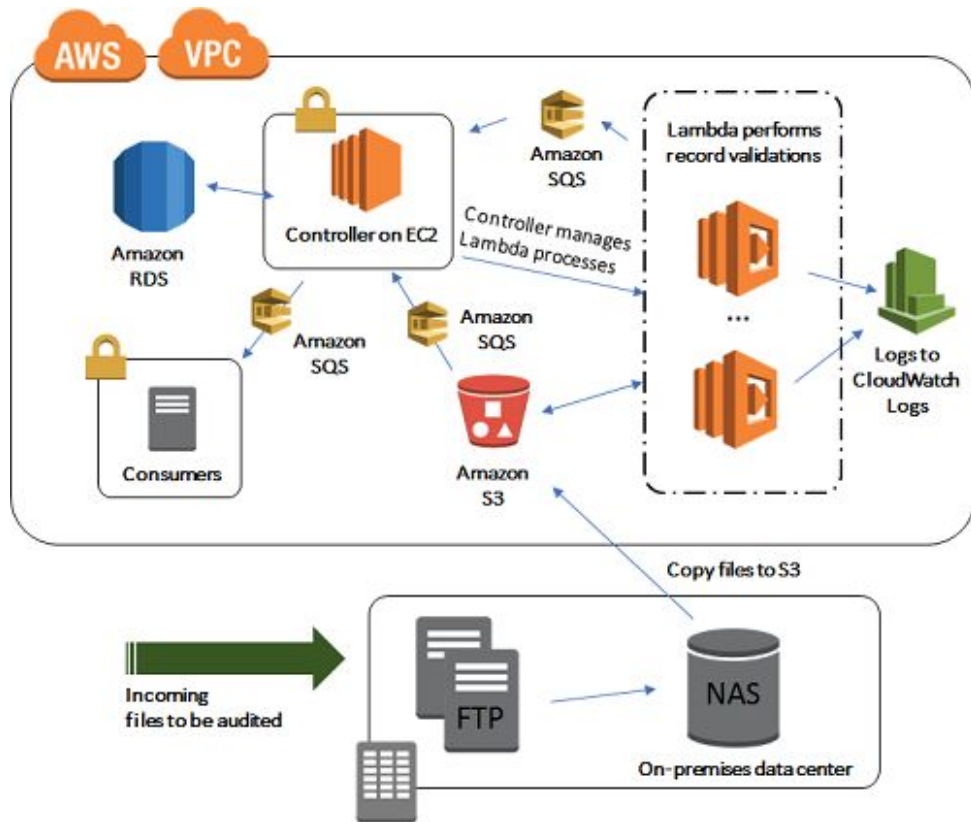 AWS
VPC
Amazon
SQS
Lambda performs
record validations
Controller on EC2
Amazon
RDS
Controller manages
Lambda processes
...
Amazon
SQS
Amazon
SQS
Logs to
CloudWatch
Logs
Consumers
Amazon
S3
Copy files to S3
Incoming
files to be audited
FTP
NAS
On-premises data center